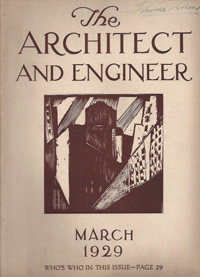 The
ARCHITECT
AND ENGINEER
MARCH
1929
WHO'S WHO IN THIS ISSUE—PAGE 29